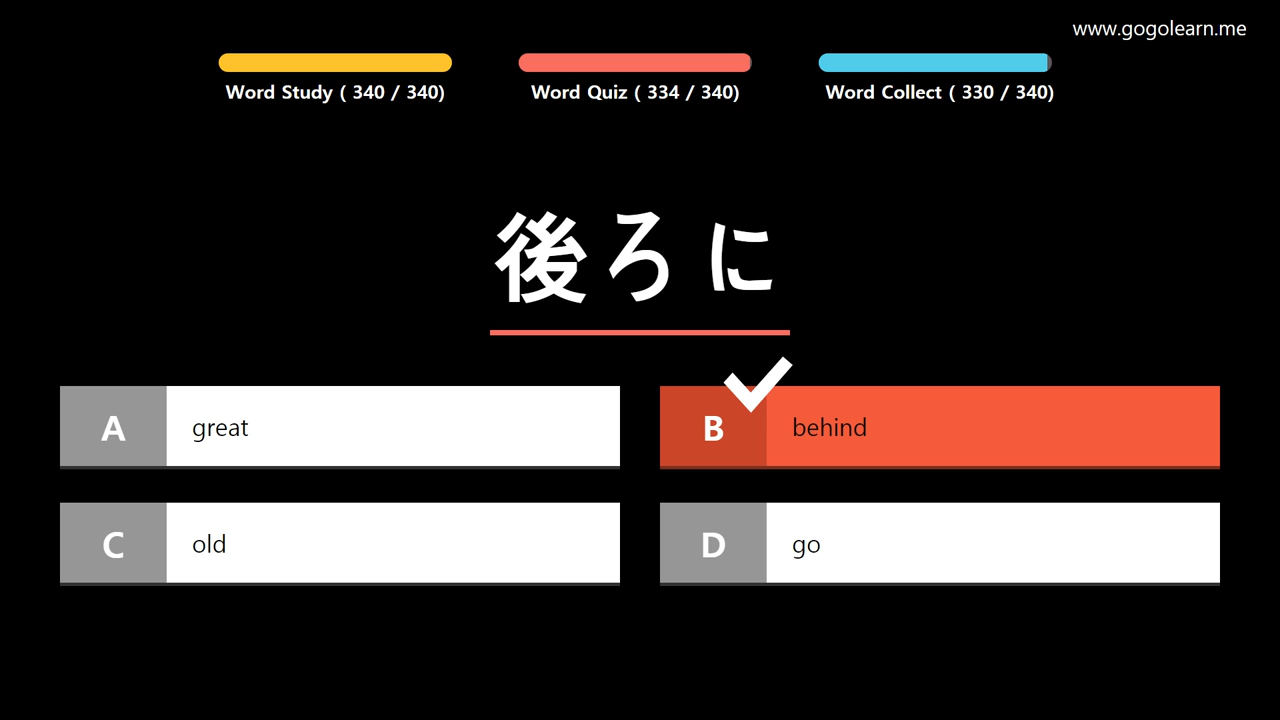 www.gogolearn.me
Word Study ( 340 / 340)
Word Quiz ( 334 / 340)
Word Collect ( 330 / 340)
後ろに
A great
B behind
C old
D go